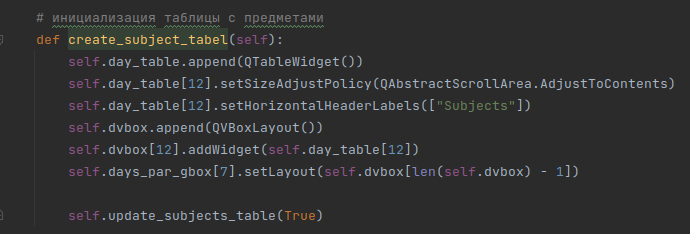 # инициализация таблицы с предметами
def create_subject_tabel(self):
self.day_table.append(QTableWidget())
self.day_table[12].setSizeAdjustPolicy(QAbstractScrollArea.AdjustToContents)
self.day_table[12].setHorizontalHeaderLabels(["Subjects"])
self.dvbox.append(QVBoxLayout())
self.dvbox[12].addWidget(self.day_table[12])
self.days_par_gbox[7].setLayout(self.dvbox[len(self.dvbox) - 1])
self.update_subjects_table(True)